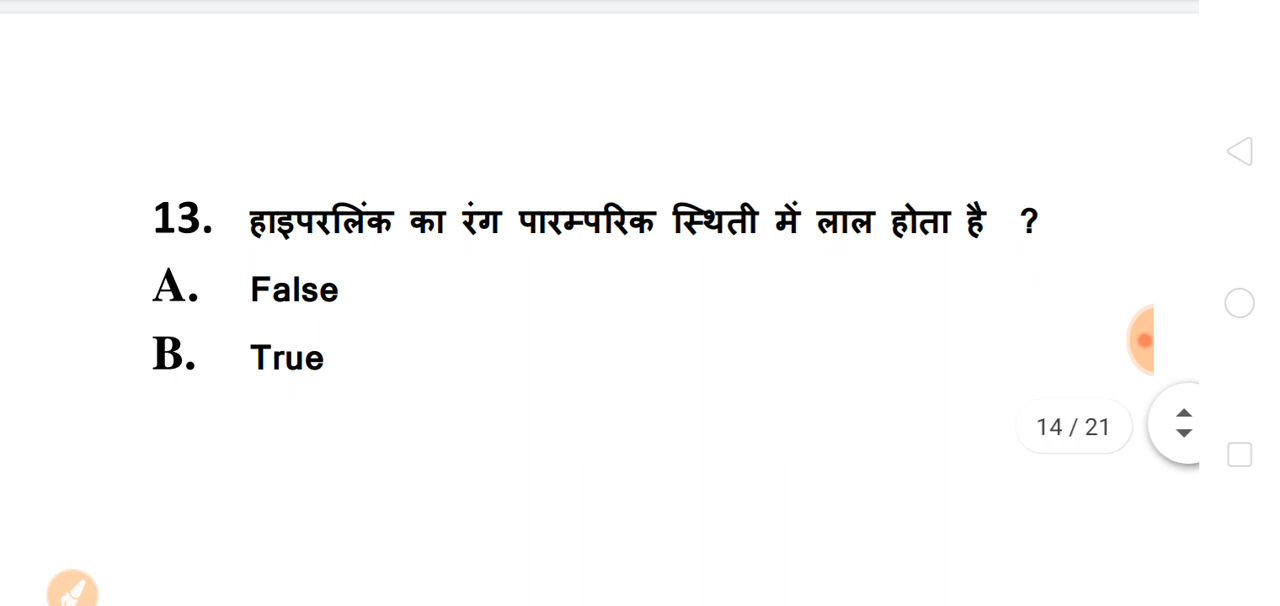 13. हाइपरलिंक का रंग पारम्परिक स्थिती में लाल होता है ?
A. False
B. True
14 / 21